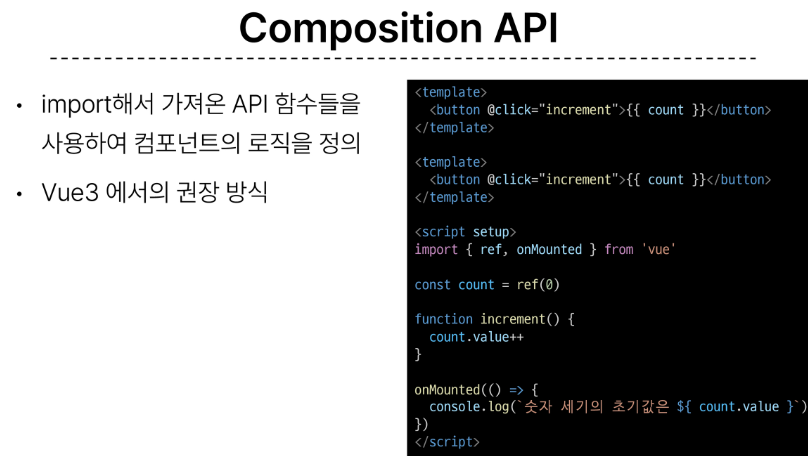 Composition API
• import해서 가져온 API 함수들을
사용하여 컴포넌트의 로직을 정의
• Vue3 에서의 권장 방식
<template>
  <button @click="increment">{{ count }}</button>
</template>

<template>
  <button @click="increment">{{ count }}</button>
</template>

<script setup>
import { ref, onMounted } from 'vue'

const count = ref(0)

function increment() {
  count.value++
}

onMounted(() => {
  console.log(`숫자 세기의 초기값은 ${ count.value }`)
})
</script>